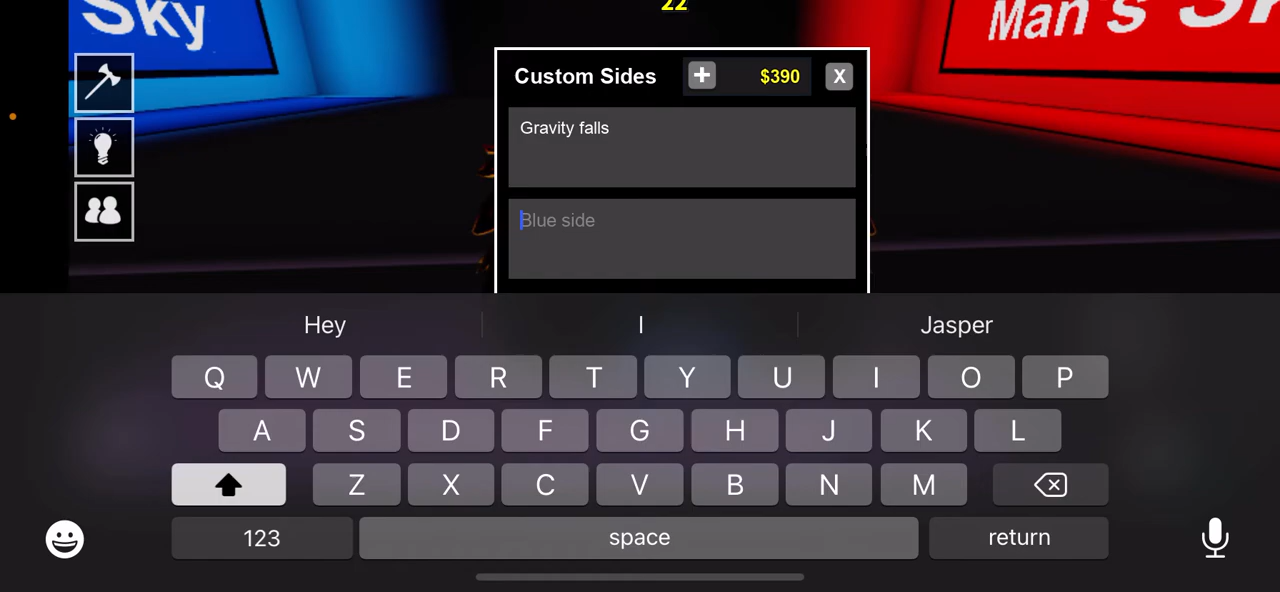 22
Sky
Man's
Custom Sides
+
$390
X
Gravity falls
Blue side
Hey
I
Jasper
Q W E R T Y U I O P
A S D F G H J K L
Z X C V B N M
123
space
return